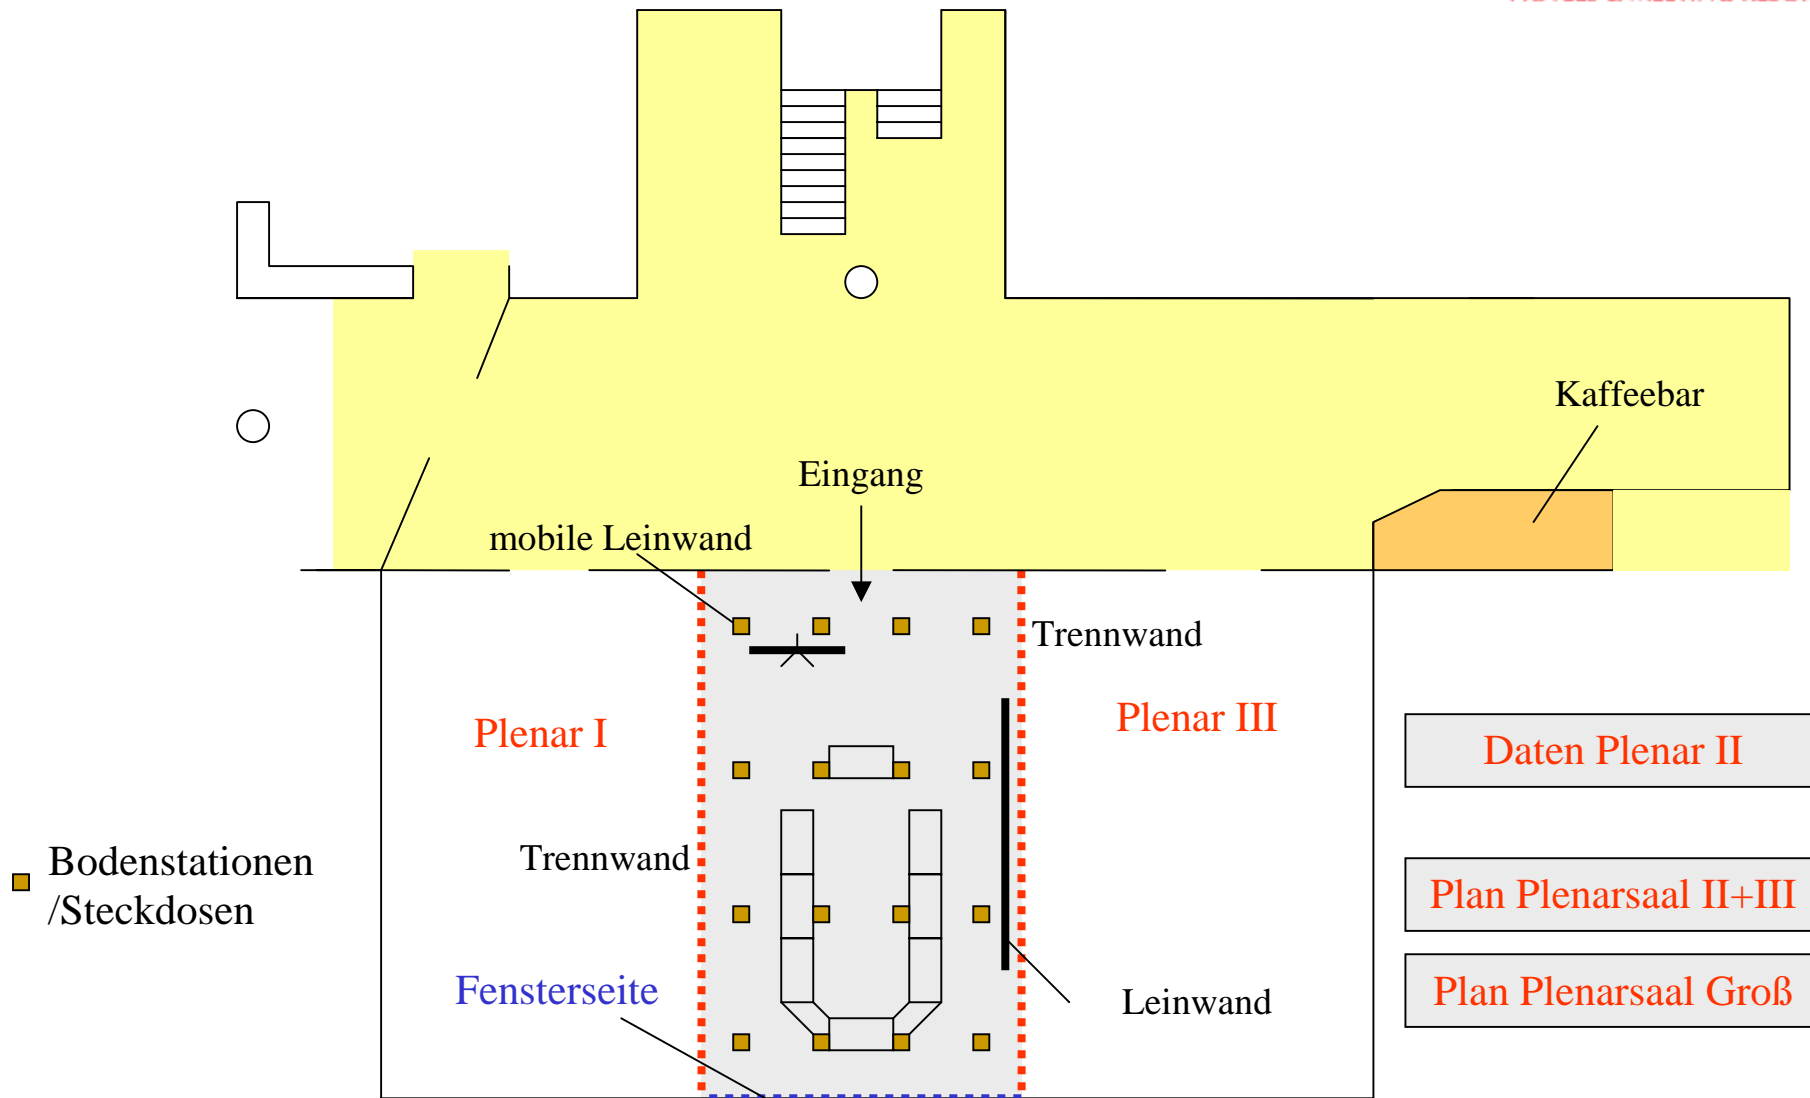 Kaffeebar
Eingang
mobile Leinwand
Trennwand
Plenar I
Plenar III
Daten Plenar II
Trennwand
Bodenstationen
/Steckdosen
Plan Plenarsaal II+III
Fensterseite
Leinwand
Plan Plenarsaal Groß